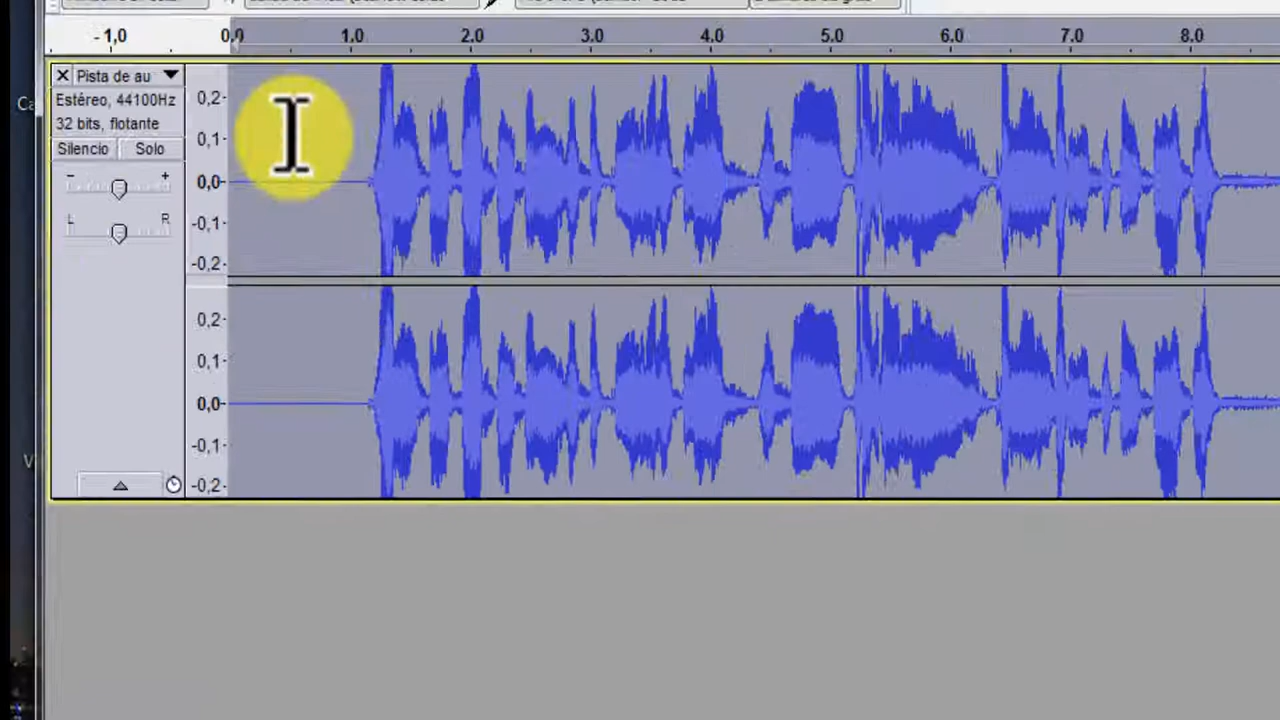 -1,0 0,0 1,0 2,0 3,0 4,0 5,0 6,0 7,0 8,0
Pista de au
Estéreo, 44100Hz
32 bits, flotante
Silencio Solo
- +
L R
0,2
0,1
0,0
-0,1
-0,2
0,2
0,1
0,0
-0,1
-0,2
Ca
V